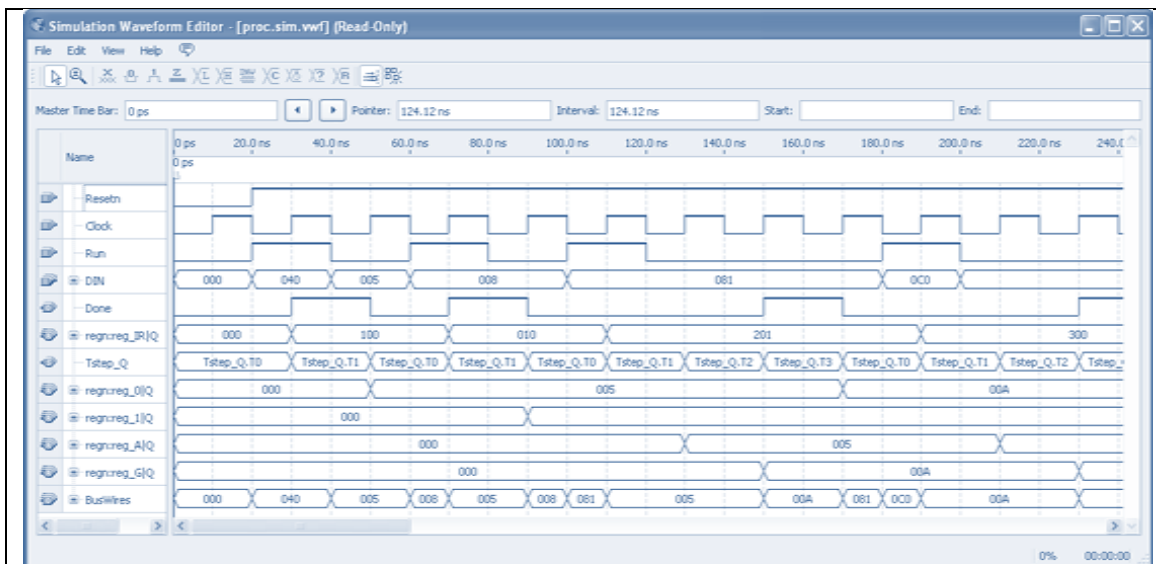 Simulation Waveform Editor - [proc.sim.vwf] (Read-Only)
File Edit View Help
Master Time Bar: 0 ps Pointer: 124.12 ns Interval: 124.12 ns Start: End:
Name 0 ps 20.0 ns 40.0 ns 60.0 ns 80.0 ns 100.0 ns 120.0 ns 140.0 ns 160.0 ns 180.0 ns 200.0 ns 220.0 ns
0 ps
Resetn
Clock
Run
DIN 000 040 005 008 081 0C0
Done
regn:reg_IR|Q 000 100 010 201 300
Tstep_Q Tstep_Q.T0 Tstep_Q.T1 Tstep_Q.T0 Tstep_Q.T1 Tstep_Q.T0 Tstep_Q.T1 Tstep_Q.T2 Tstep_Q.T3 Tstep_Q.T0 Tstep_Q.T1 Tstep_Q.T2
regn:reg_0|Q 000 005 00A
regn:reg_1|Q 000
regn:reg_A|Q 000 005
regn:reg_G|Q 000 00A
BusWires 000 040 005 008 005 008 081 005 00A 081 0C0 00A
0% 00:00:00